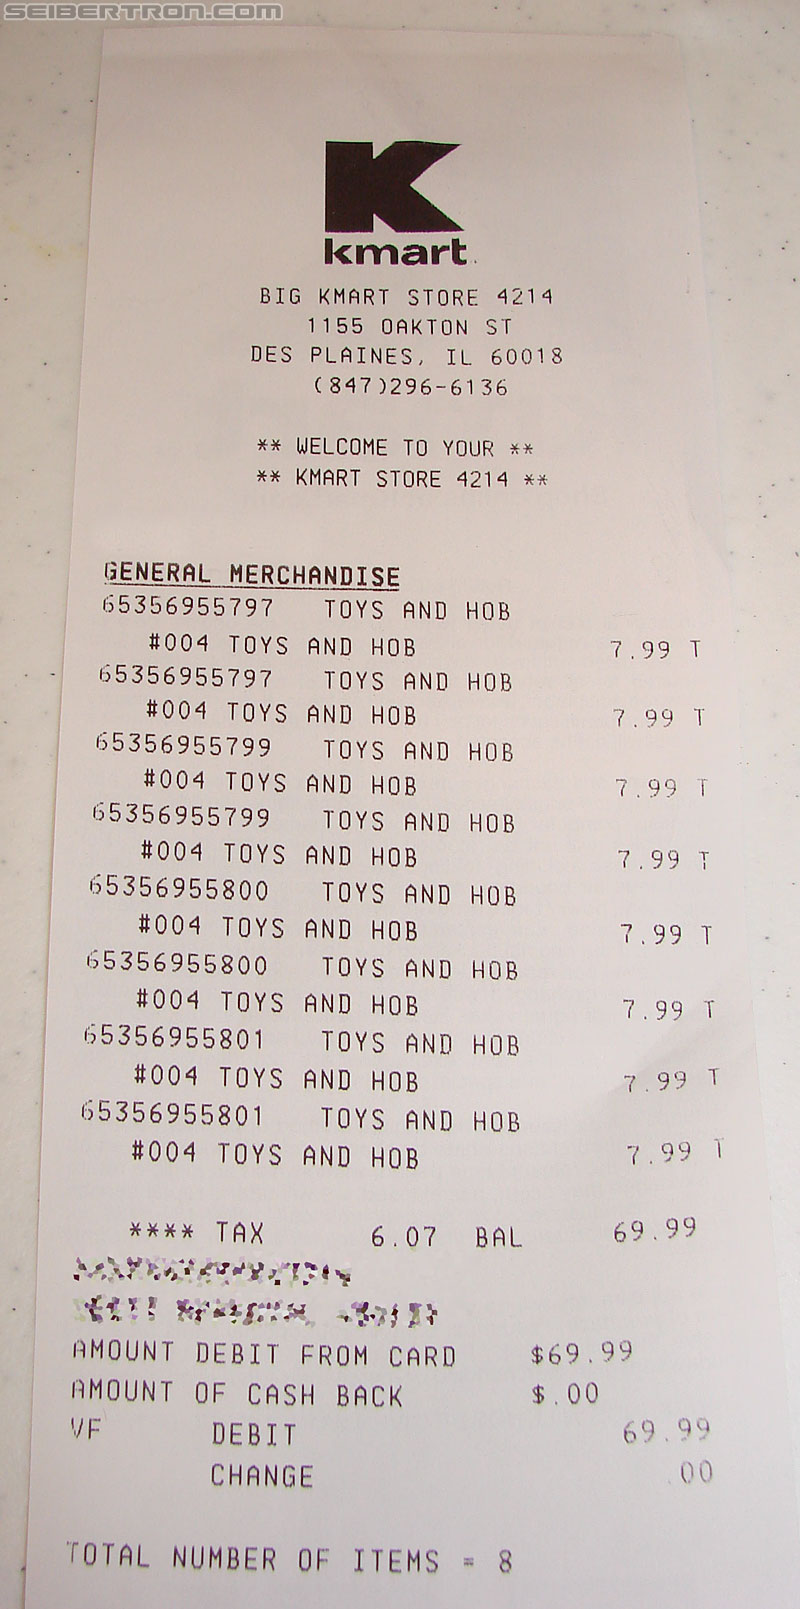 SEIBERTRON.COM
K
kmart
BIG KMART STORE 4214
1155 OAKTON ST
DES PLAINES, IL 60018
(847)296-6136
** WELCOME TO YOUR **
** KMART STORE 4214 **
GENERAL MERCHANDISE
65356955797 TOYS AND HOB
#004 TOYS AND HOB 7.99 T
65356955797 TOYS AND HOB
#004 TOYS AND HOB 7.99 T
65356955799 TOYS AND HOB
#004 TOYS AND HOB 7.99 T
65356955799 TOYS AND HOB
#004 TOYS AND HOB 7.99 T
65356955800 TOYS AND HOB
#004 TOYS AND HOB 7.99 T
65356955800 TOYS AND HOB
#004 TOYS AND HOB 7.99 T
65356955801 TOYS AND HOB
#004 TOYS AND HOB 7.99 T
65356955801 TOYS AND HOB
#004 TOYS AND HOB 7.99 T
**** TAX 6.07 BAL 69.99
AMOUNT DEBIT FROM CARD $69.99
AMOUNT OF CASH BACK $.00
VF DEBIT 69.99
CHANGE .00
TOTAL NUMBER OF ITEMS = 8